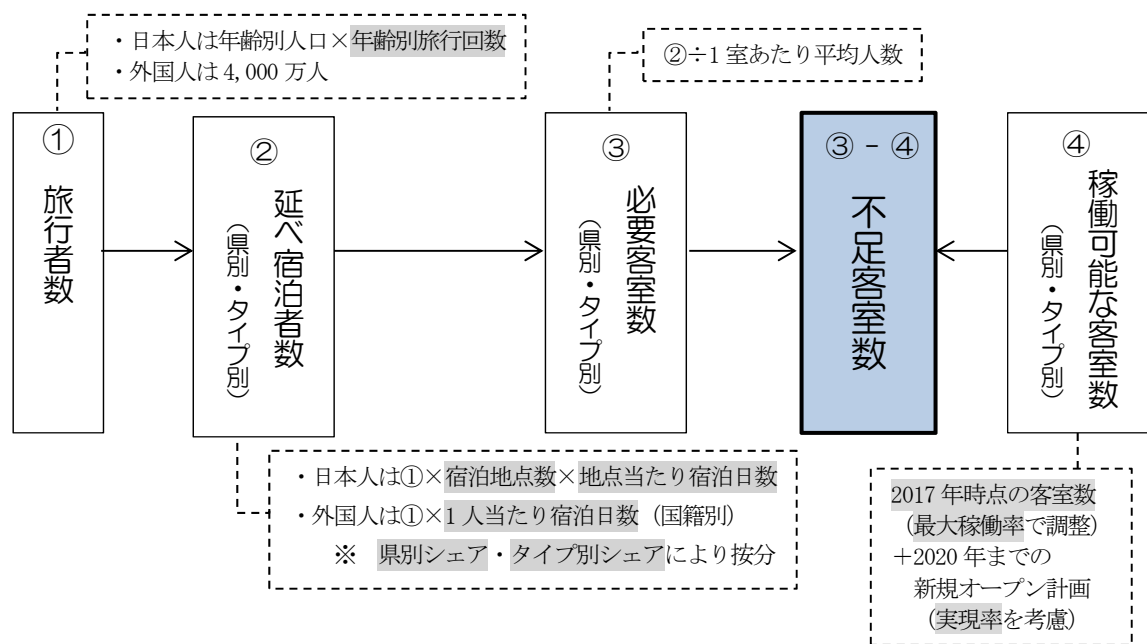 ・日本人は年齢別人口×年齢別旅行回数
・外国人は4,000万人
②÷1室あたり平均人数
①
旅行者数
②
延べ宿泊者数
（県別・タイプ別）
③
必要客室数
（県別・タイプ別）
③ - ④
不足客室数
④
稼働可能な客室数
（県別・タイプ別）
・日本人は①×宿泊地点数×地点当たり宿泊日数
・外国人は①×1人当たり宿泊日数（国籍別）
※ 県別シェア・タイプ別シェアにより按分
2017年時点の客室数
（最大稼働率で調整）
＋2020年までの
新規オープン計画
（実現率を考慮）